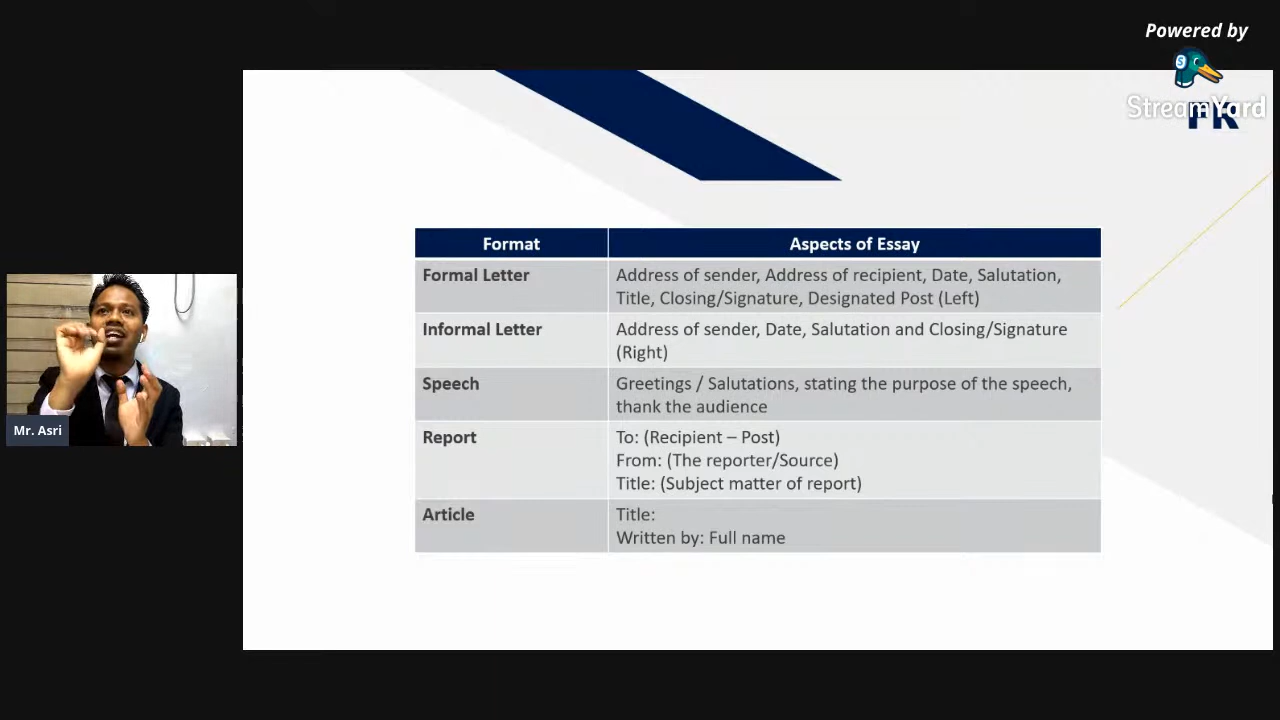 Powered by
StreamYard
FK
Format Aspects of Essay
Formal Letter Address of sender, Address of recipient, Date, Salutation,
Title, Closing/Signature, Designated Post (Left)
Informal Letter Address of sender, Date, Salutation and Closing/Signature
(Right)
Speech Greetings / Salutations, stating the purpose of the speech,
thank the audience
Report To: (Recipient – Post)
From: (The reporter/Source)
Title: (Subject matter of report)
Article Title:
Written by: Full name
Mr. Asri